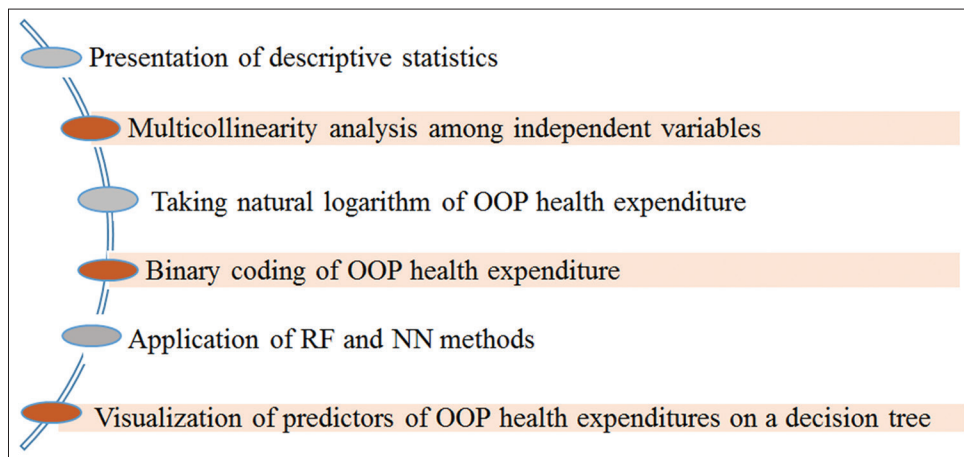 Presentation of descriptive statistics
Multicollinearity analysis among independent variables
Taking natural logarithm of OOP health expenditure
Binary coding of OOP health expenditure
Application of RF and NN methods
Visualization of predictors of OOP health expenditures on a decision tree